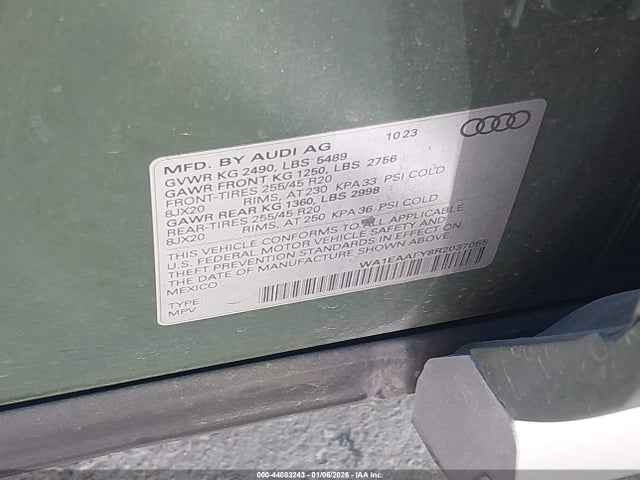 MFD. BY AUDI AG 10 23
GVWR KG 2490, LBS 5489
GAWR FRONT KG 1250, LBS 2756
FRONT-TIRES 255/45 R20
8JX20 RIMS, AT 230 KPA 33 PSI COLD
GAWR REAR KG 1360, LBS 2998
REAR-TIRES 255/45 R20
8JX20 RIMS, AT 250 KPA 36 PSI COLD
THIS VEHICLE CONFORMS TO ALL APPLICABLE
U.S. FEDERAL MOTOR VEHICLE SAFETY AND
THEFT PREVENTION STANDARDS IN EFFECT ON
THE DATE OF MANUFACTURE SHOWN ABOVE.
MEXICO WA1EAAFY8R2037055
TYPE:
MPV
000-44083243 - 01/06/2026 - IAA Inc.